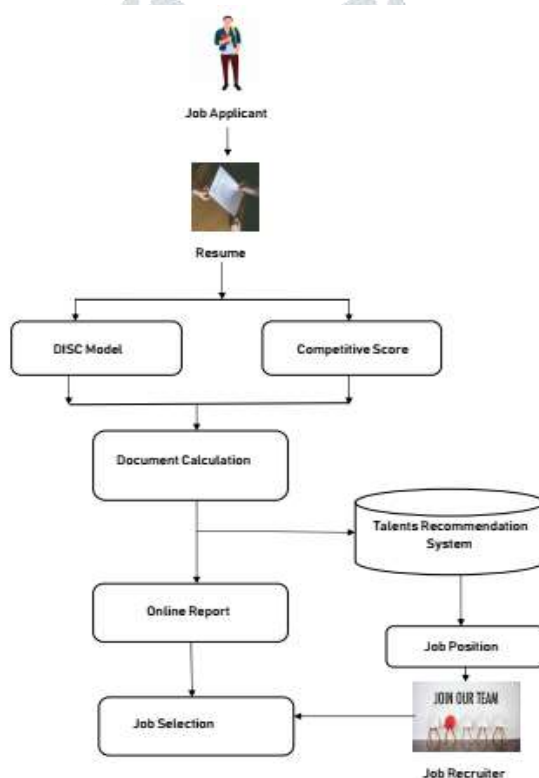 Job Applicant
Resume
DISC Model
Competitive Score
Document Calculation
Talents Recommendation
System
Online Report
Job Position
JOIN OUR TEAM
Job Selection
Job Recruiter